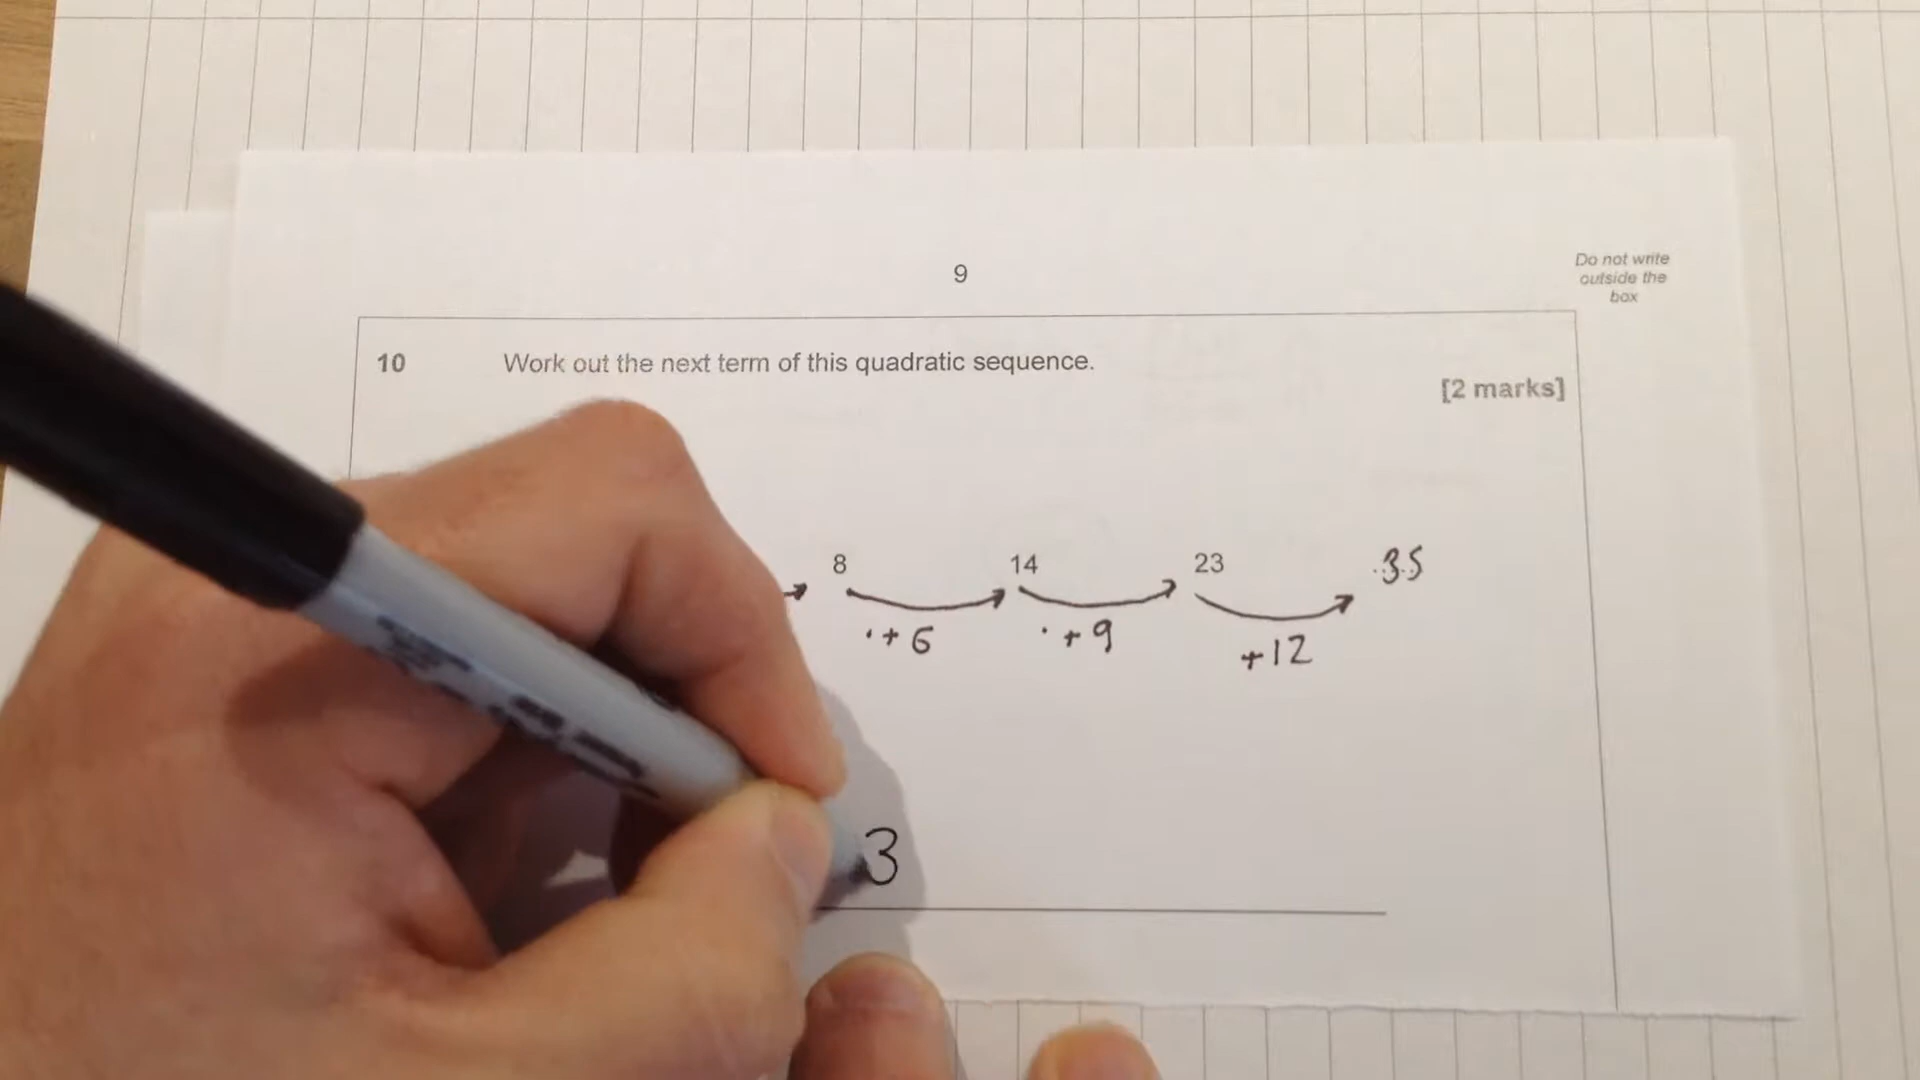 9
Do not write
outside the
box
10 Work out the next term of this quadratic sequence.
[2 marks]
8 14 23 35
+6 +9 +12
3